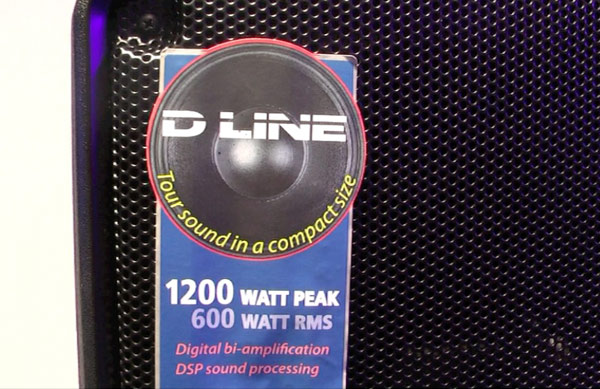 D LINE
Tour sound in a compact size
1200 WATT PEAK
600 WATT RMS
Digital bi-amplification
DSP sound processing